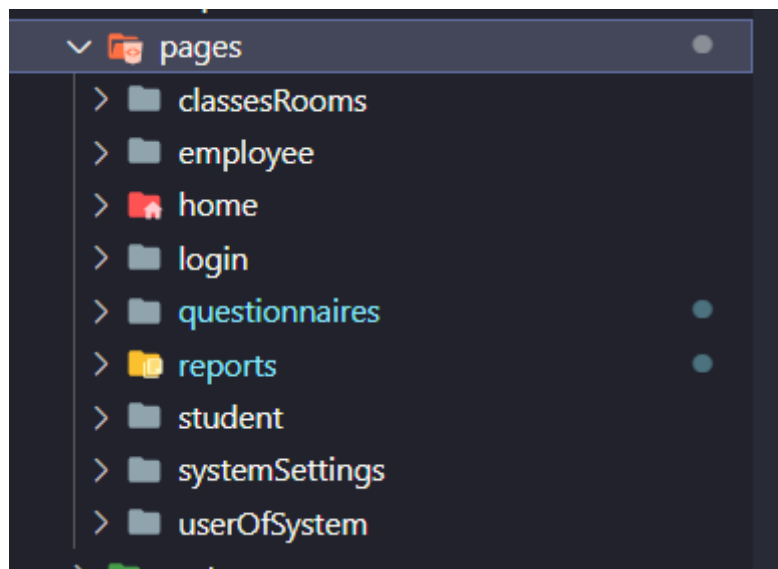 pages
classesRooms
employee
home
login
questionnaires
reports
student
systemSettings
userOfSystem